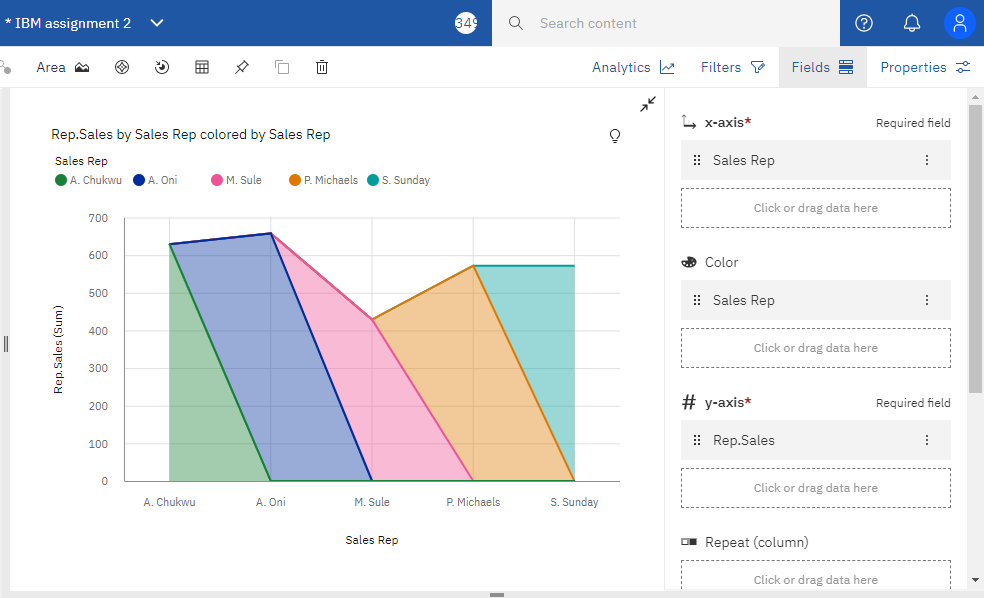 * IBM assignment 2
349
Search content
Area
Analytics
Filters
Fields
Properties
Rep.Sales by Sales Rep colored by Sales Rep
Sales Rep
A. Chukwu A. Oni M. Sule P. Michaels S. Sunday
700
600
500
400
300
200
100
0
Rep.Sales (Sum)
A. Chukwu A. Oni M. Sule P. Michaels S. Sunday
Sales Rep
x-axis* Required field
Sales Rep
Click or drag data here
Color
Sales Rep
Click or drag data here
# y-axis* Required field
Rep.Sales
Click or drag data here
Repeat (column)
Click or drag data here